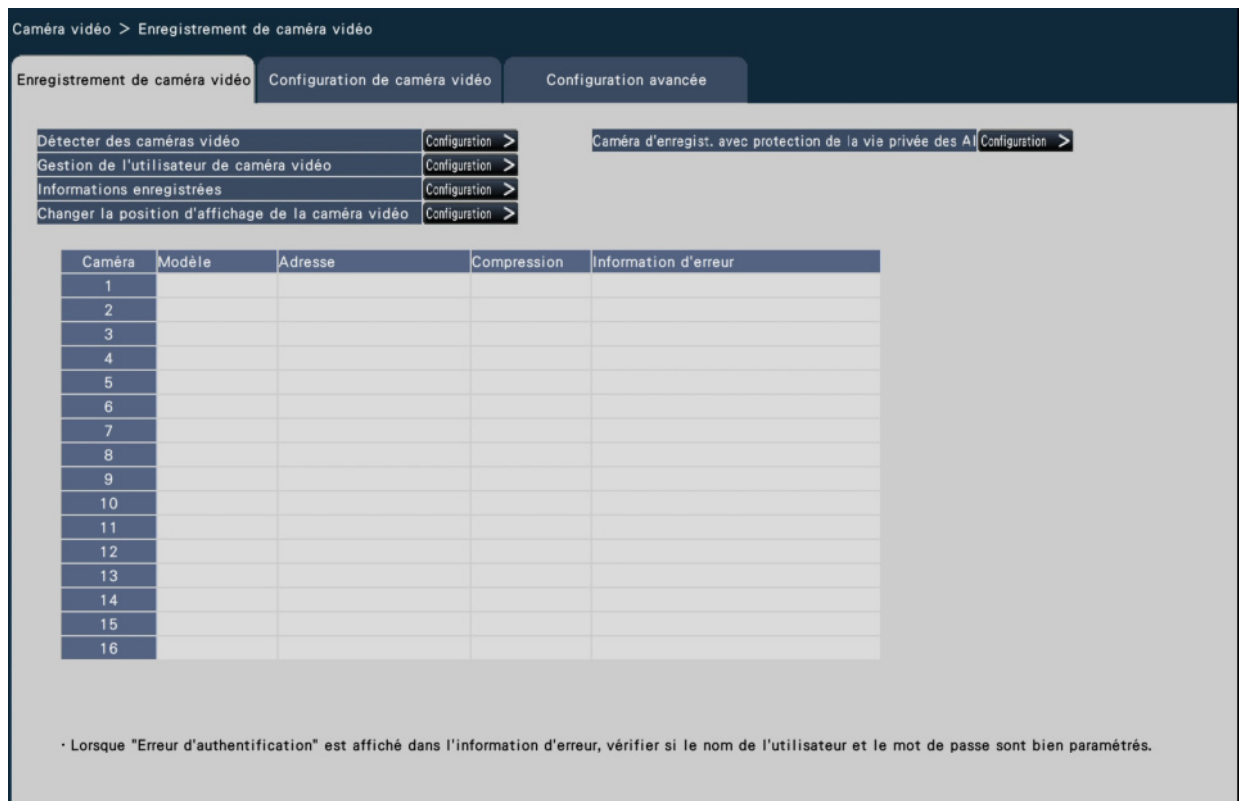 Caméra vidéo > Enregistrement de caméra vidéo
Enregistrement de caméra vidéo Configuration de caméra vidéo Configuration avancée
Détecter des caméras vidéo Configuration > Caméra d'enregist. avec protection de la vie privée des AI Configuration >
Gestion de l'utilisateur de caméra vidéo Configuration >
Informations enregistrées Configuration >
Changer la position d'affichage de la caméra vidéo Configuration >
Caméra Modèle Adresse Compression Information d'erreur
1
2
3
4
5
6
7
8
9
10
11
12
13
14
15
16
· Lorsque "Erreur d'authentification" est affiché dans l'information d'erreur, vérifier si le nom de l'utilisateur et le mot de passe sont bien paramétrés.